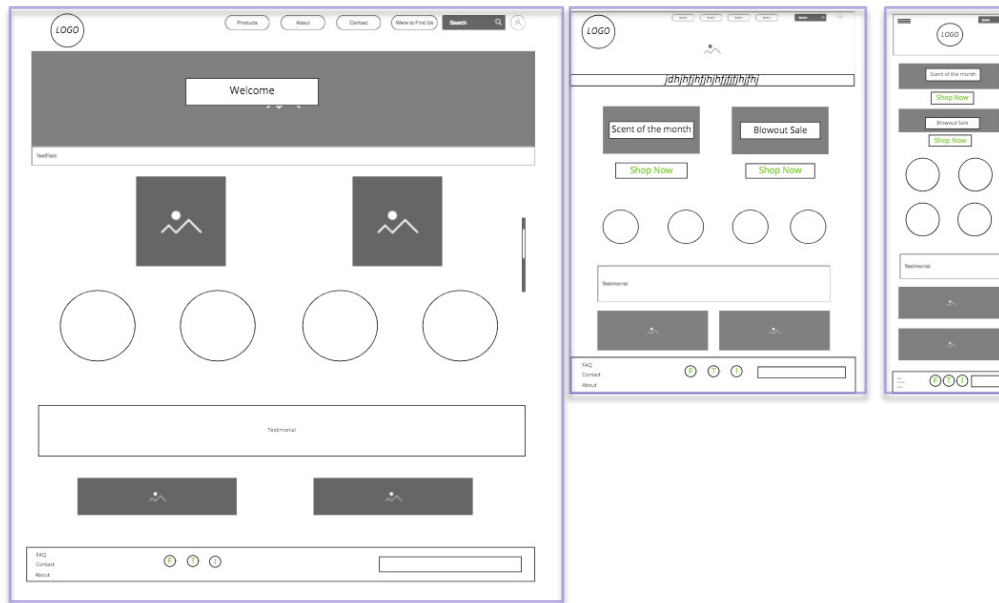 LOGO
Products
About
Contact
Were to Find Us
Search
Welcome
TextField
Testimonial
FAQ
Contact
About
F T I
LOGO
jdhjhfjhfjhjhfjfjfjhjfhj
Scent of the month
Blowout Sale
Shop Now
Shop Now
Testimonial
FAQ
Contact
About
F T I
LOGO
Scent of the month
Shop Now
Blowout Sale
Shop Now
Testimonial
F T I